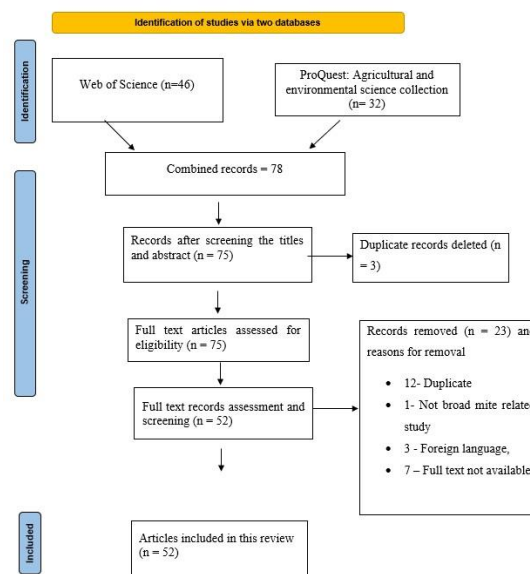 Identification of studies via two databases
Identification
Web of Science (n=46)
ProQuest: Agricultural and
environmental science collection
(n= 32)
Combined records = 78
Screening
Records after screening the titles
and abstract (n = 75)
Duplicate records deleted (n
= 3)
Full text articles assessed for
eligibility (n = 75)
Records removed (n = 23) and
reasons for removal
• 12- Duplicate
• 1- Not broad mite related
study
• 3 - Foreign language,
• 7 – Full text not available
Full text records assessment and
screening (n = 52)
Included
Articles included in this review
(n = 52)